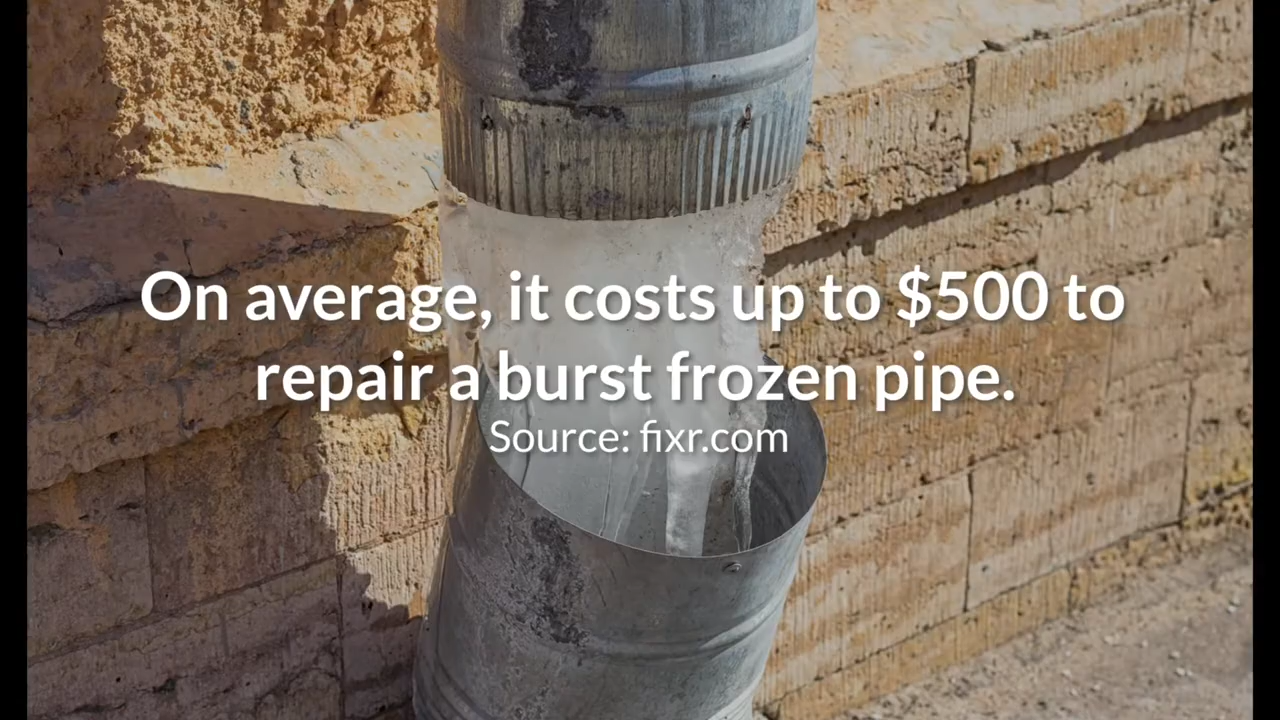 On average, it costs up to $500 to
repair a burst frozen pipe.
Source: fixr.com